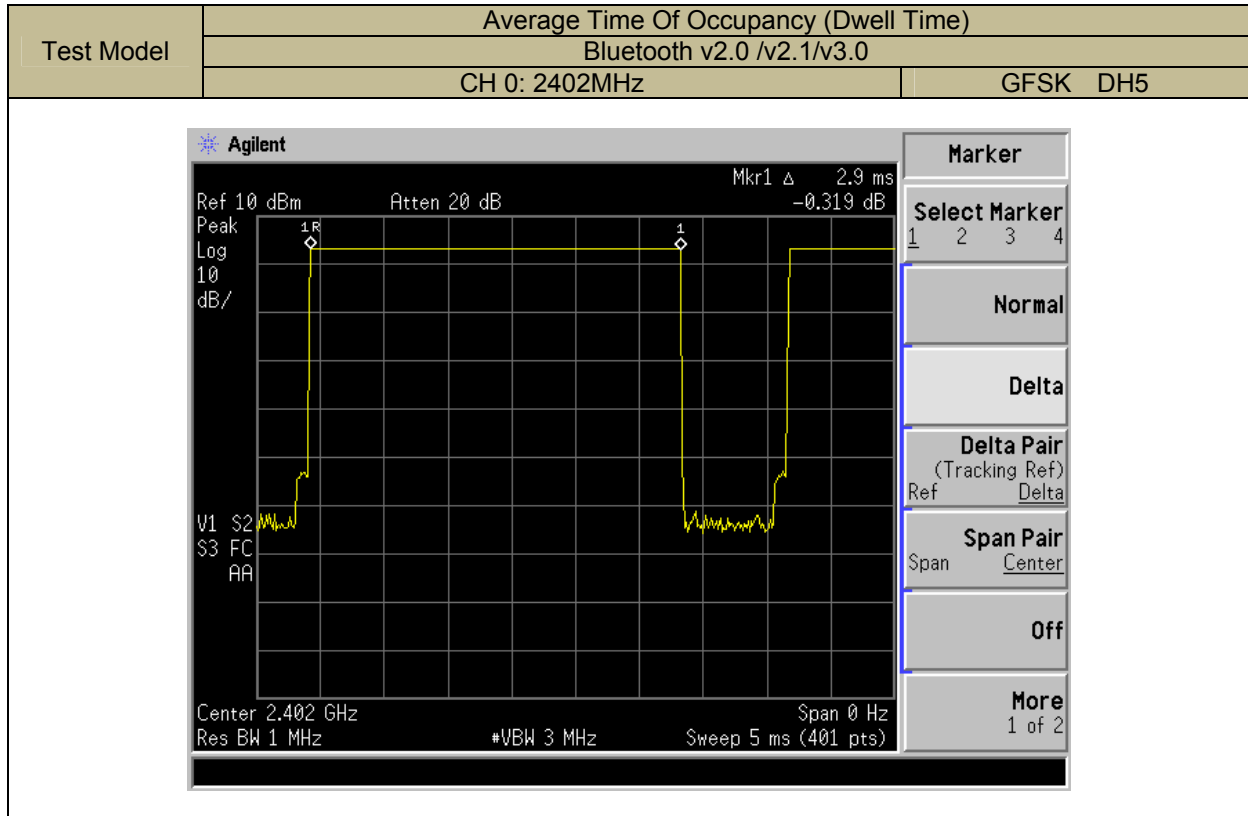 Average Time Of Occupancy (Dwell Time)
Test Model
Bluetooth v2.0 /v2.1/v3.0
CH 0: 2402MHz GFSK DH5
Agilent
Marker
Mkr1 Δ 2.9 ms
Ref 10 dBm Atten 20 dB -0.319 dB
Peak
Log
10
dB/
1R
1
Select Marker
1 2 3 4
Normal
Delta
Delta Pair
(Tracking Ref)
Ref Delta
V1 S2
S3 FC
AA
Span Pair
Span Center
Off
More
1 of 2
Center 2.402 GHz Span 0 Hz
Res BW 1 MHz #VBW 3 MHz Sweep 5 ms (401 pts)